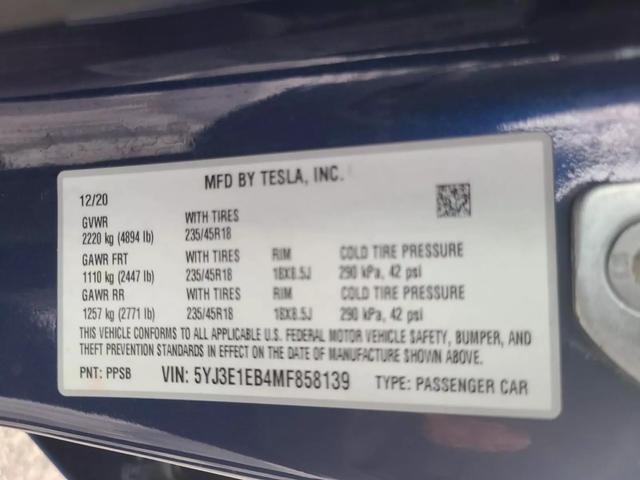 MFD BY TESLA, INC.
12/20
GVWR WITH TIRES
2220 kg (4894 lb) 235/45R18
GAWR FRT WITH TIRES RIM COLD TIRE PRESSURE
1110 kg (2447 lb) 235/45R18 18X8.5J 290 kPa, 42 psi
GAWR RR WITH TIRES RIM COLD TIRE PRESSURE
1257 kg (2771 lb) 235/45R18 18X8.5J 290 kPa, 42 psi
THIS VEHICLE CONFORMS TO ALL APPLICABLE U.S. FEDERAL MOTOR VEHICLE SAFETY, BUMPER, AND
THEFT PREVENTION STANDARDS IN EFFECT ON THE DATE OF MANUFACTURE SHOWN ABOVE.
PNT: PPSB VIN: 5YJ3E1EB4MF858139 TYPE: PASSENGER CAR